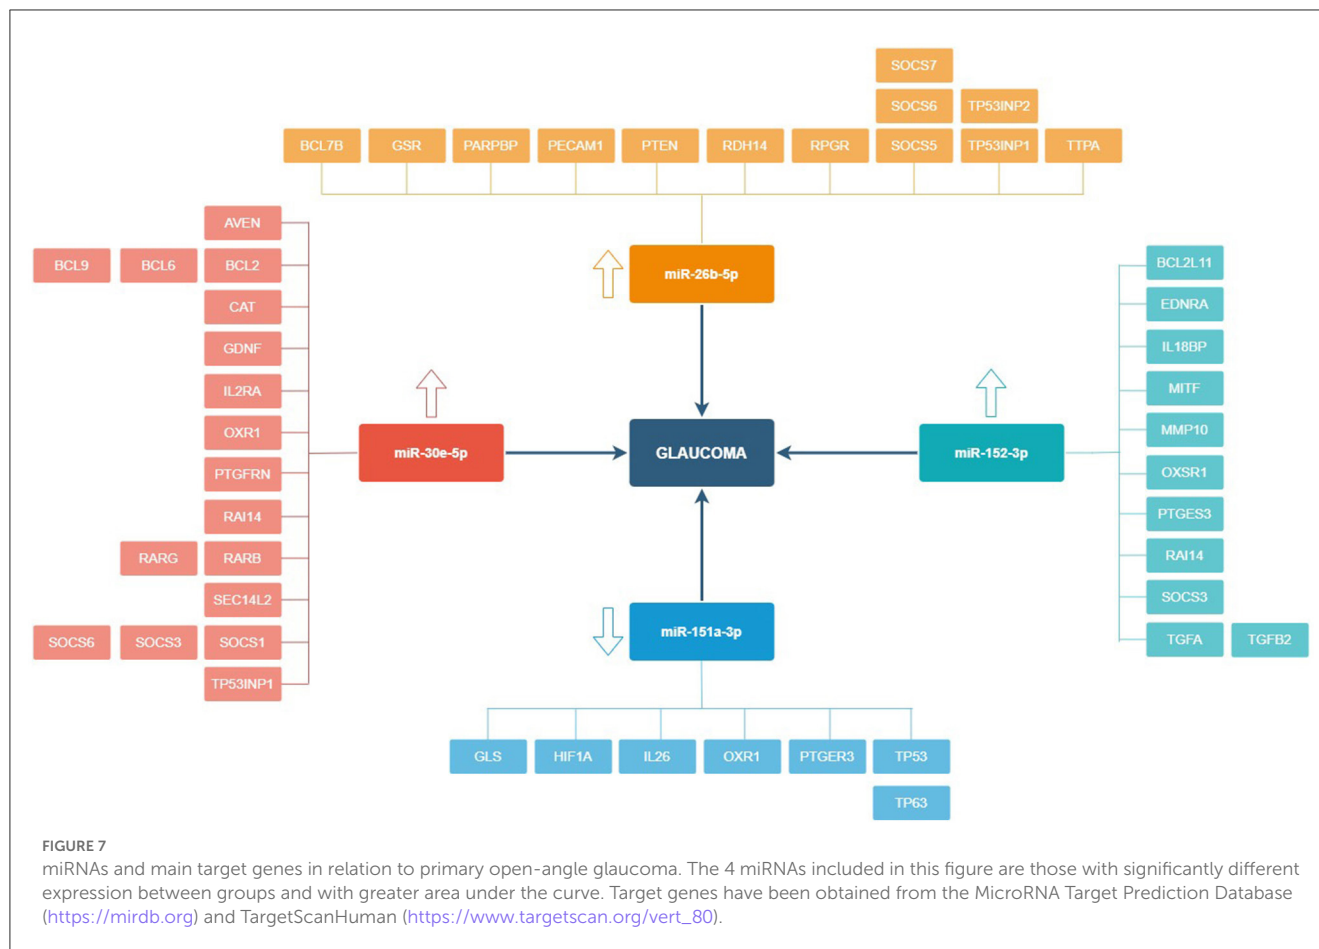 SOCS7
SOCS6 TP53INP2
BCL7B GSR PARPBP PECAM1 PTEN RDH14 RPGR SOCS5 TP53INP1 TTPA
AVEN
BCL9 BCL6 BCL2
CAT
GDNF
IL2RA
OXR1
PTGFRN
RAI14
RARG RARB
SEC14L2
SOCS6 SOCS3 SOCS1
TP53INP1
miR-26b-5p
miR-30e-5p
GLAUCOMA
miR-152-3p
miR-151a-3p
BCL2L11
EDNRA
IL18BP
MITF
MMP10
OXSR1
PTGES3
RAI14
SOCS3
TGFA TGFB2
GLS HIF1A IL26 OXR1 PTGER3 TP53
TP63
FIGURE 7
miRNAs and main target genes in relation to primary open-angle glaucoma. The 4 miRNAs included in this figure are those with significantly different
expression between groups and with greater area under the curve. Target genes have been obtained from the MicroRNA Target Prediction Database
(https://mirdb.org) and TargetScanHuman (https://www.targetscan.org/vert_80).